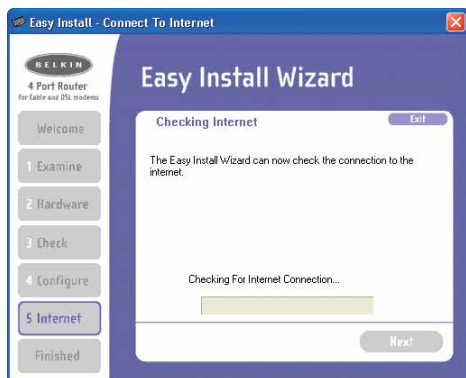 Easy Install - Connect To Internet
BELKIN
4 Port Router
for Cable and DSL modems
Welcome
1 Examine
2 Hardware
3 Check
4 Configure
5 Internet
Finished
Easy Install Wizard
Checking Internet
Exit
The Easy Install Wizard can now check the connection to the
internet.
Checking For Internet Connection...
Next